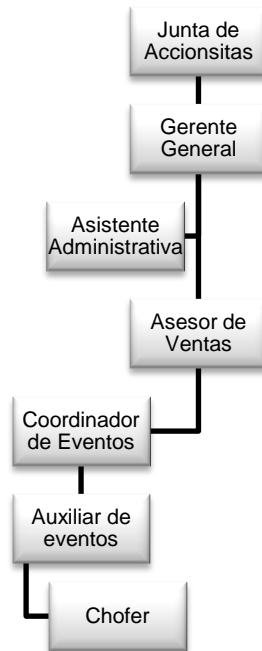 Junta de
Accionsitas
Gerente
General
Asistente
Administrativa
Asesor de
Ventas
Coordinador
de Eventos
Auxiliar de
eventos
Chofer